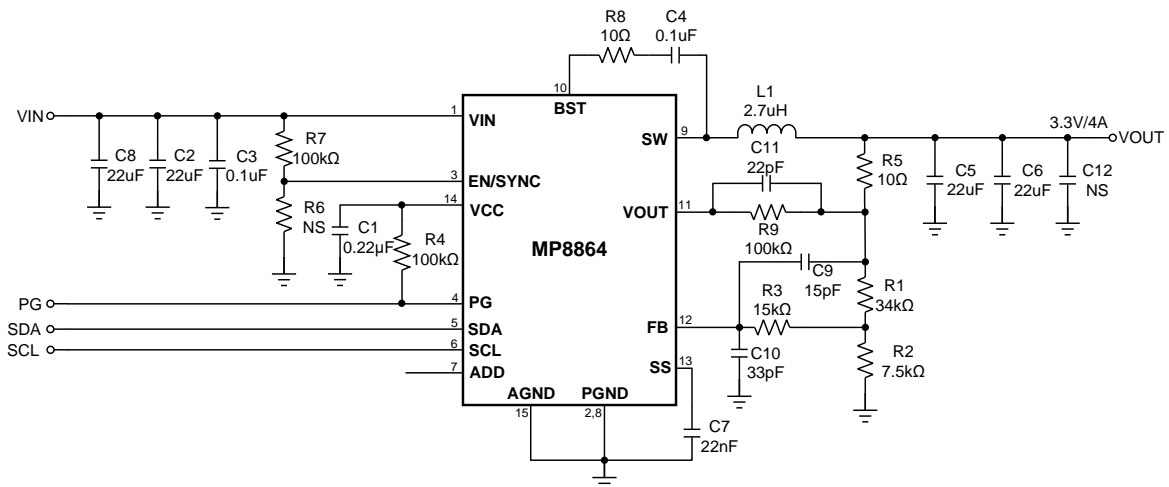 R8
10Ω
C4
0.1uF
10
BST
VIN
1
VIN
C8
22uF
C2
22uF
C3
0.1uF
R7
100kΩ
3
EN/SYNC
R6
NS
14
VCC
C1
0.22µF
R4
100kΩ
PG
4
PG
SDA
5
SDA
SCL
6
SCL
7
ADD
MP8864
SW
9
L1
2.7uH
3.3V/4A
VOUT
C11
22pF
R5
10Ω
C5
22uF
C6
22uF
C12
NS
VOUT
11
R9
100kΩ
C9
15pF
R1
34kΩ
R3
15kΩ
FB
12
C10
33pF
R2
7.5kΩ
SS
13
AGND
PGND
15
2,8
C7
22nF